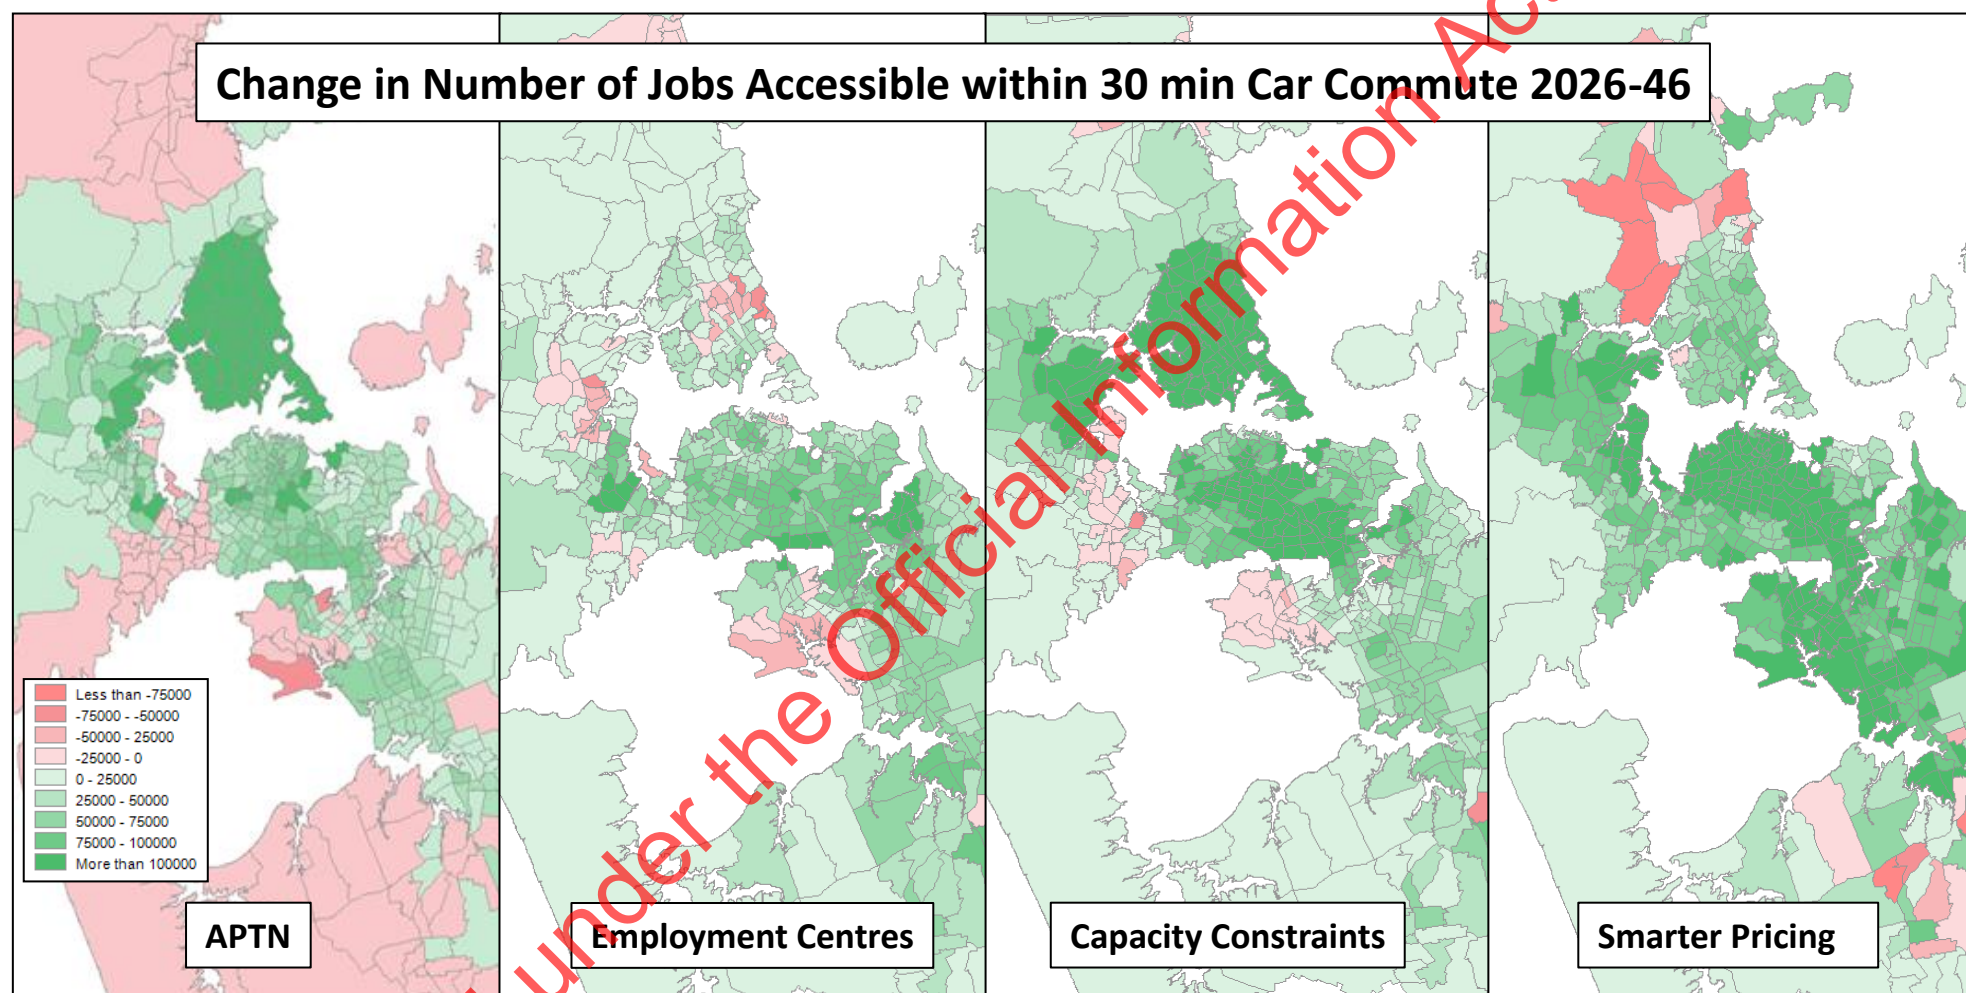 Change in Number of Jobs Accessible within 30 min Car Commute 2026-46
Less than -75000
-75000 - -50000
-50000 - 25000
-25000 - 0
0 - 25000
25000 - 50000
50000 - 75000
75000 - 100000
More than 100000
APTN
Employment Centres
Capacity Constraints
Smarter Pricing
under the Official Information Ac